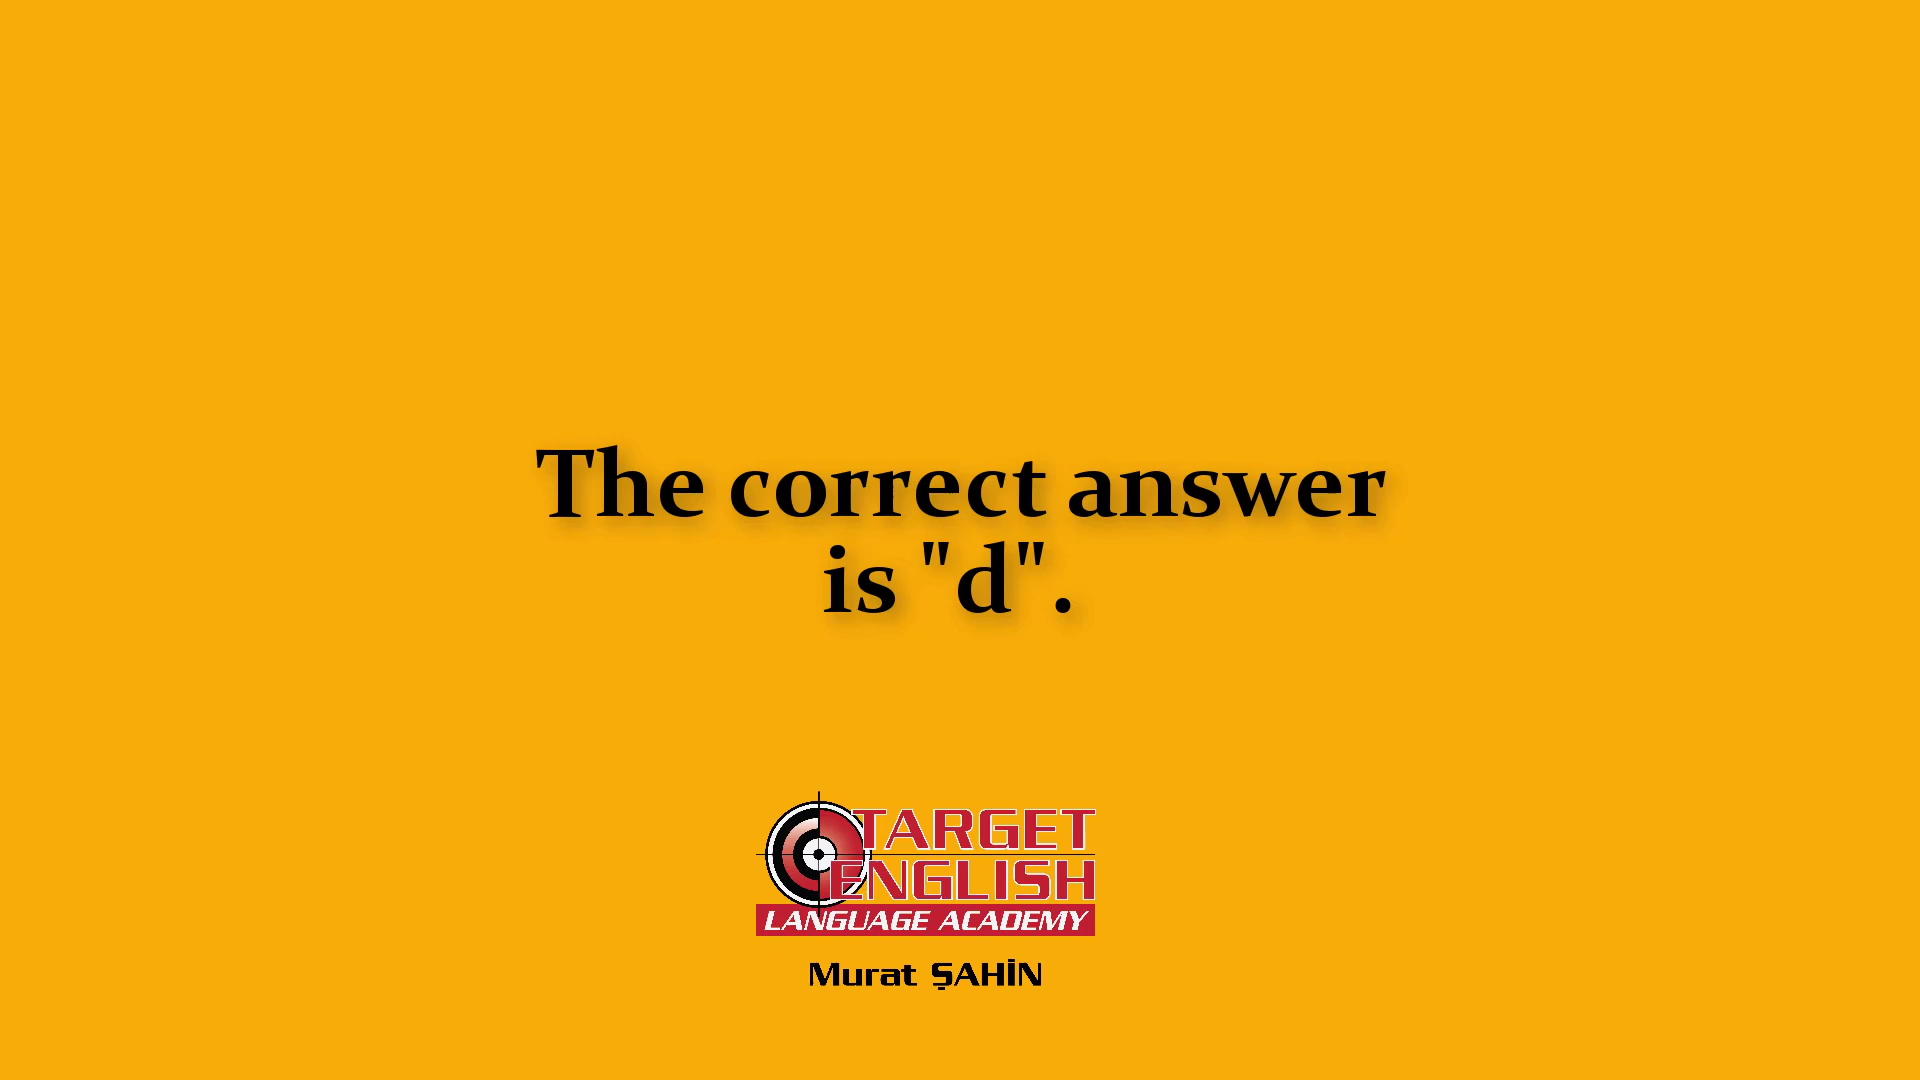 The correct answer
is "d".
TARGET
ENGLISH
LANGUAGE ACADEMY
Murat ŞAHİN